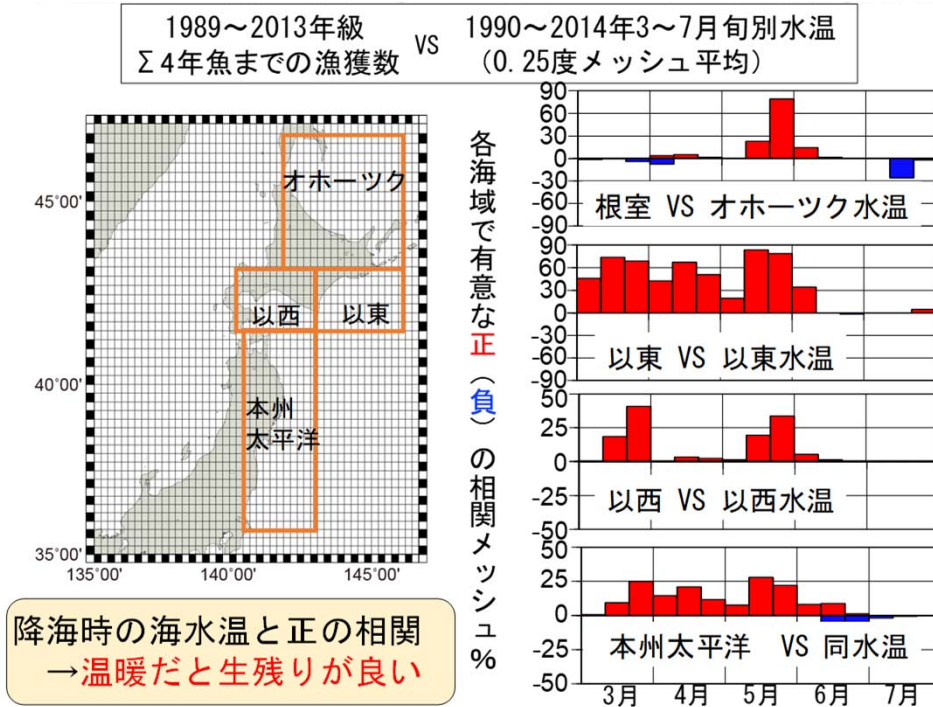 1989～2013年級
Σ4年魚までの漁獲数
VS
1990～2014年3～7月旬別水温
(0.25度メッシュ平均)
オホーツク
以西
以東
本州
太平洋
45°00'
40°00'
35°00'
135°00'
140°00'
145°00'
降海時の海水温と正の相関
→温暖だと生残りが良い
各海域で有意な正(負)の相関メッシュ%
90
60
30
0
-30
-60
-90
根室 VS オホーツク水温
90
60
30
0
-30
-60
-90
以東 VS 以東水温
50
25
0
-25
-50
以西 VS 以西水温
50
25
0
-25
-50
本州太平洋 VS 同水温
3月
4月
5月
6月
7月